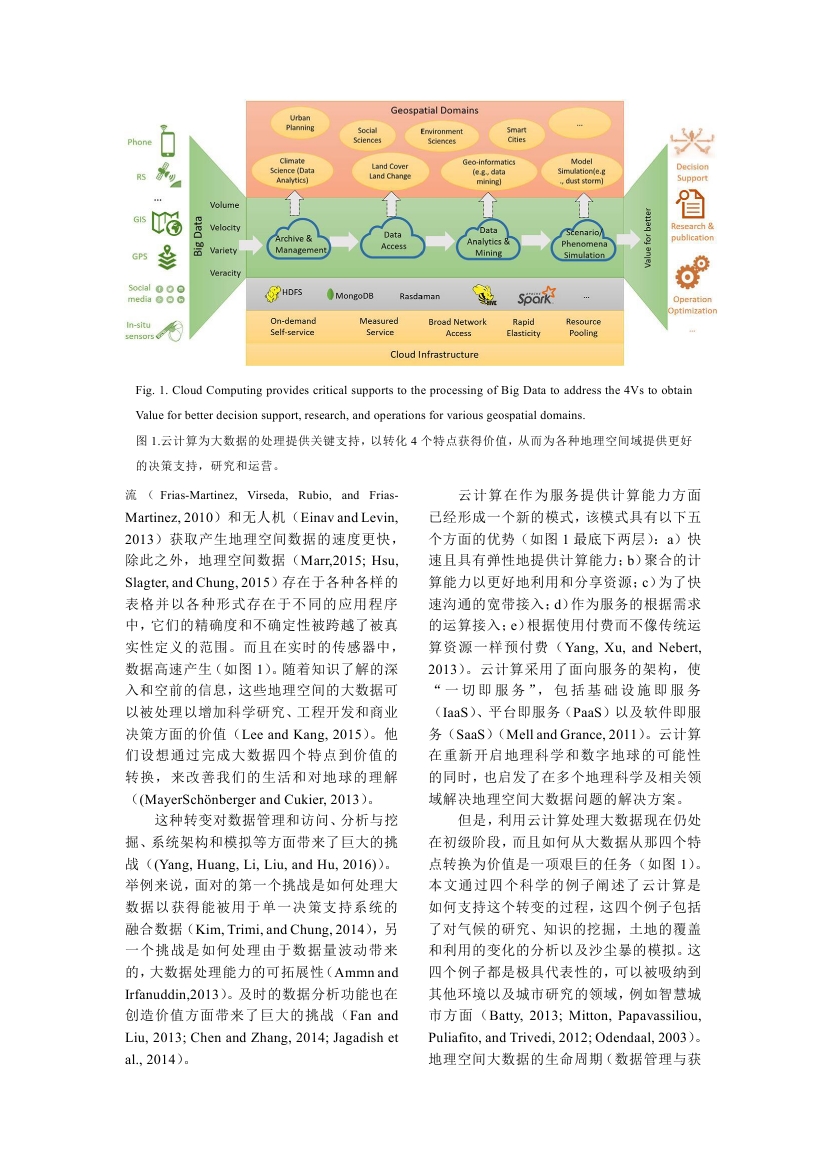 Geospatial Domains
Urban
Planning
Social
Sciences
Environment
Sciences
Smart
Cities
...
Climate
Science (Data
Analytics)
Land Cover
Land Change
Geo-informatics
(e.g., data
mining)
Model
Simulation(e.g
., dust storm)
Phone
RS
...
GIS
GPS
Social
media
In-situ
sensors
Big Data
Volume
Velocity
Variety
Veracity
Archive &
Management
Data
Access
Data
Analytics &
Mining
Scenario/
Phenomena
Simulation
Value for better
Decision
Support
Research &
publication
Operation
Optimization
...
HDFS
MongoDB
Rasdaman
HIVE
APACHE
Spark
...
On-demand
Self-service
Measured
Service
Broad Network
Access
Rapid
Elasticity
Resource
Pooling
Cloud Infrastructure
Fig. 1. Cloud Computing provides critical supports to the processing of Big Data to address the 4Vs to obtain
Value for better decision support, research, and operations for various geospatial domains.
图 1.云计算为大数据的处理提供关键支持，以转化 4 个特点获得价值，从而为各种地理空间域提供更好
的决策支持，研究和运营。
流（ Frias-Martinez, Virseda, Rubio, and Frias-
Martinez, 2010）和无人机（Einav and Levin,
2013）获取产生地理空间数据的速度更快，
除此之外，地理空间数据（Marr,2015; Hsu,
Slagter, and Chung, 2015）存在于各种各样的
表格并以各种形式存在于不同的应用程序
中，它们的精确度和不确定性被跨越了被真
实性定义的范围。而且在实时的传感器中，
数据高速产生（如图 1）。随着知识了解的深
入和空前的信息，这些地理空间的大数据可
以被处理以增加科学研究、工程开发和商业
决策方面的价值（Lee and Kang, 2015）。他
们设想通过完成大数据四个特点到价值的
转换，来改善我们的生活和对地球的理解
（(MayerSchönberger and Cukier, 2013）。
这种转变对数据管理和访问、分析与挖
掘、系统架构和模拟等方面带来了巨大的挑
战（(Yang, Huang, Li, Liu, and Hu, 2016)）。
举例来说，面对的第一个挑战是如何处理大
数据以获得能被用于单一决策支持系统的
融合数据（Kim, Trimi, and Chung, 2014），另
一个挑战是如何处理由于数据量波动带来
的，大数据处理能力的可拓展性（Ammn and
Irfanuddin,2013）。及时的数据分析功能也在
创造价值方面带来了巨大的挑战（Fan and
Liu, 2013; Chen and Zhang, 2014; Jagadish et
al., 2014）。
云计算在作为服务提供计算能力方面
已经形成一个新的模式，该模式具有以下五
个方面的优势（如图 1 最底下两层）：a）快
速且具有弹性地提供计算能力；b）聚合的计
算能力以更好地利用和分享资源；c）为了快
速沟通的宽带接入；d）作为服务的根据需求
的运算接入；e）根据使用付费而不像传统运
算资源一样预付费（Yang, Xu, and Nebert,
2013）。云计算采用了面向服务的架构，使
“一切即服务”，包括基础设施即服务
（IaaS）、平台即服务（PaaS）以及软件即服
务（SaaS）（Mell and Grance, 2011）。云计算
在重新开启地理科学和数字地球的可能性
的同时，也启发了在多个地理科学及相关领
域解决地理空间大数据问题的解决方案。
但是，利用云计算处理大数据现在仍处
在初级阶段，而且如何从大数据从那四个特
点转换为价值是一项艰巨的任务（如图 1）。
本文通过四个科学的例子阐述了云计算是
如何支持这个转变的过程，这四个例子包括
了对气候的研究、知识的挖掘，土地的覆盖
和利用的变化的分析以及沙尘暴的模拟。这
四个例子都是极具代表性的，可以被吸纳到
其他环境以及城市研究的领域，例如智慧城
市方面（Batty, 2013; Mitton, Papavassiliou,
Puliafito, and Trivedi, 2012; Odendaal, 2003）。
地理空间大数据的生命周期（数据管理与获